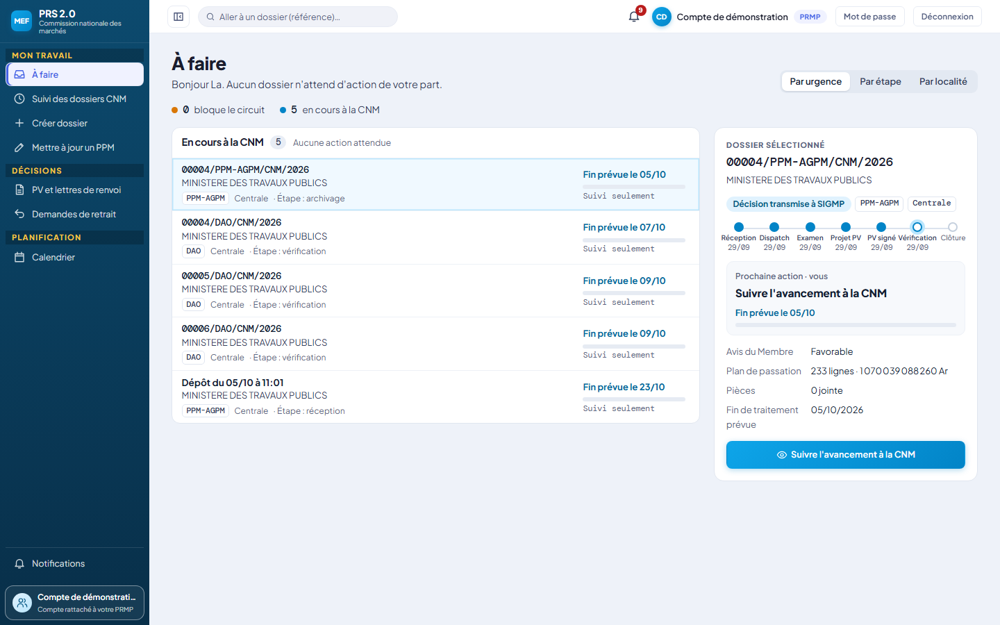 MEF
PRS 2.0
Commission nationale des
marchés
MON TRAVAIL
À faire
Suivi des dossiers CNM
Créer dossier
Mettre à jour un PPM
DÉCISIONS
PV et lettres de renvoi
Demandes de retrait
PLANIFICATION
Calendrier
Notifications
Compte de démonstrati...
Compte rattaché à votre PRMP
Aller à un dossier (référence)...
9
CD
Compte de démonstration
PRMP
Mot de passe
Déconnexion
À faire
Bonjour La. Aucun dossier n'attend d'action de votre part.
Par urgence
Par étape
Par localité
0 bloque le circuit
5 en cours à la CNM
En cours à la CNM 5 Aucune action attendue
00004/PPM-AGPM/CNM/2026
MINISTERE DES TRAVAUX PUBLICS
PPM-AGPM Centrale · Étape : archivage
Fin prévue le 05/10
Suivi seulement
00004/DAO/CNM/2026
MINISTERE DES TRAVAUX PUBLICS
DAO Centrale · Étape : vérification
Fin prévue le 07/10
Suivi seulement
00005/DAO/CNM/2026
MINISTERE DES TRAVAUX PUBLICS
DAO Centrale · Étape : vérification
Fin prévue le 09/10
Suivi seulement
00006/DAO/CNM/2026
MINISTERE DES TRAVAUX PUBLICS
DAO Centrale · Étape : vérification
Fin prévue le 09/10
Suivi seulement
Dépôt du 05/10 à 11:01
MINISTERE DES TRAVAUX PUBLICS
PPM-AGPM Centrale · Étape : réception
Fin prévue le 23/10
Suivi seulement
DOSSIER SÉLECTIONNÉ
00004/PPM-AGPM/CNM/2026
MINISTERE DES TRAVAUX PUBLICS
Décision transmise à SIGMP PPM-AGPM Centrale
Réception Dispatch Examen Projet PV PV signé Vérification Clôture
29/09 29/09 29/09 29/09 29/09 29/09
Prochaine action · vous
Suivre l'avancement à la CNM
Fin prévue le 05/10
Avis du Membre Favorable
Plan de passation 233 lignes · 1 070 039 088 260 Ar
Pièces 0 jointe
Fin de traitement prévue 05/10/2026
Suivre l'avancement à la CNM